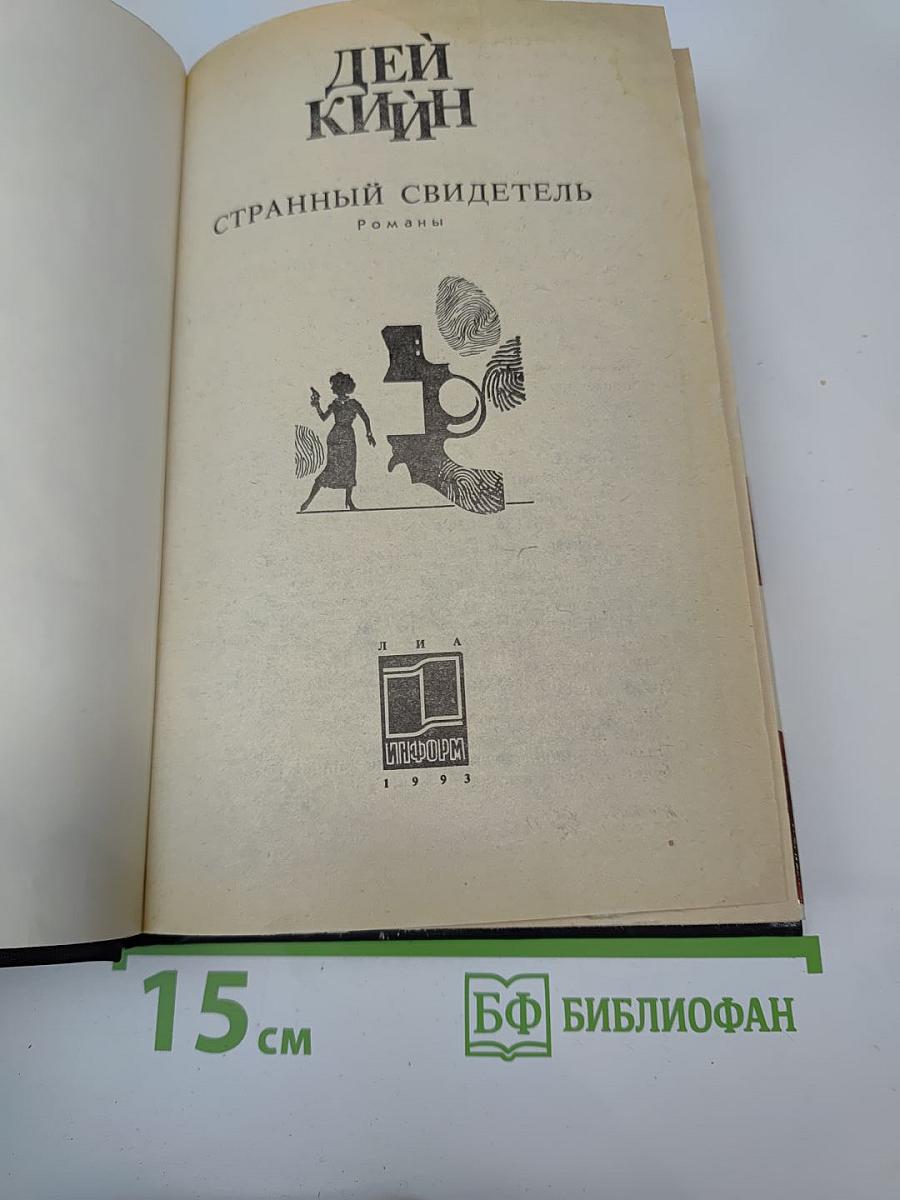 ДЕЙ
КИЙН
СТРАННЫЙ СВИДЕТЕЛЬ
Романы
ЛИА
ИНФОРМ
1993
15 см
БФ БИБЛИОФАН